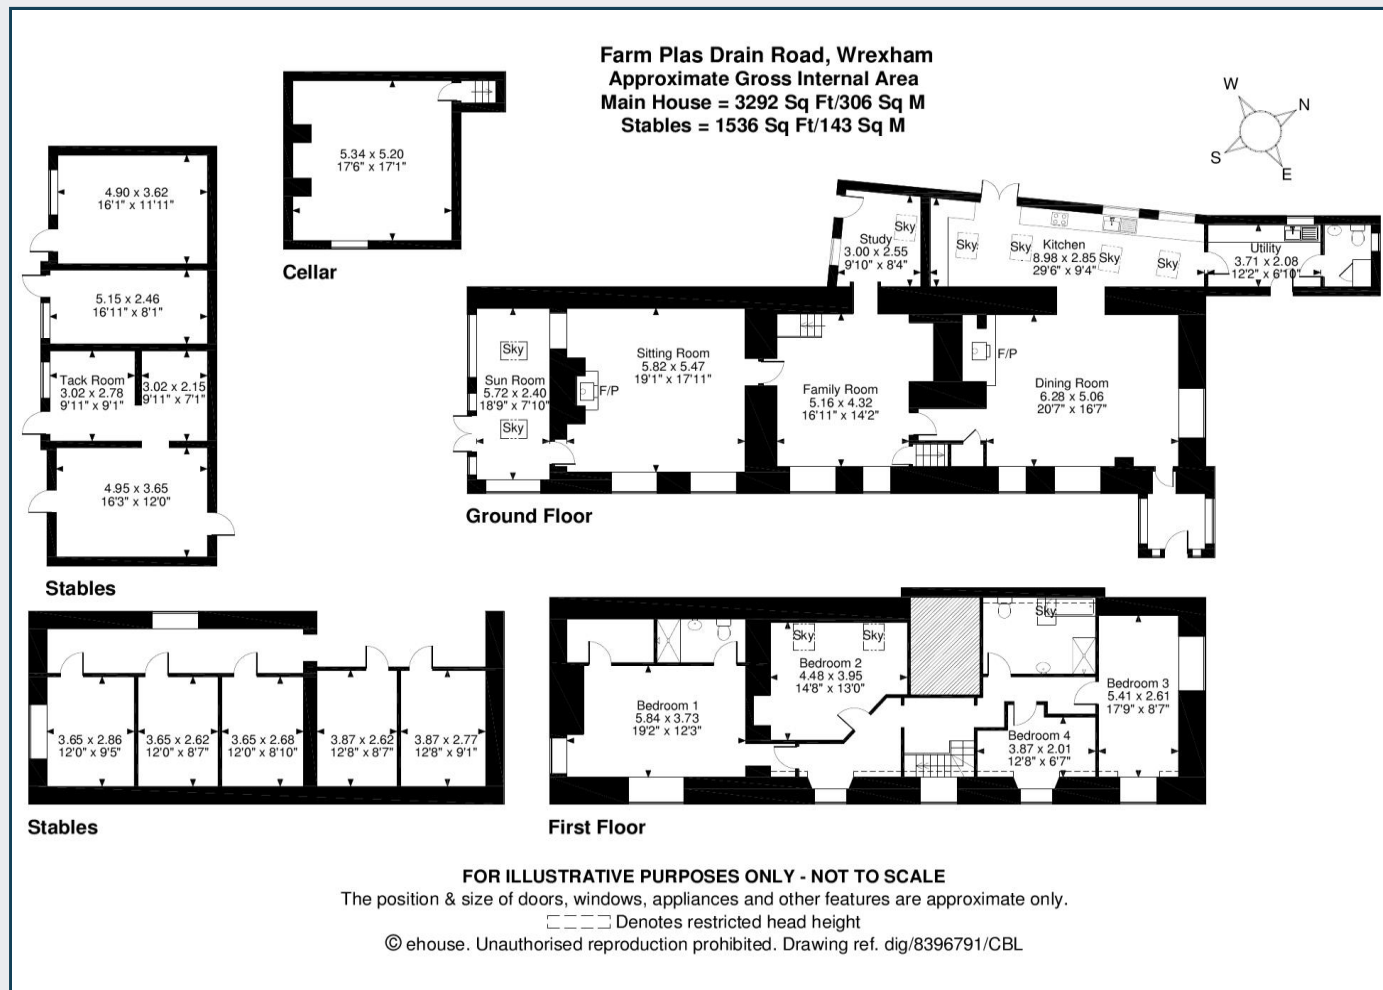 Farm Plas Drain Road, Wrexham
Approximate Gross Internal Area
Main House = 3292 Sq Ft/306 Sq M
Stables = 1536 Sq Ft/143 Sq M
W
N
S
E
5.34 x 5.20
17'6" x 17'1"
Cellar
4.90 x 3.62
16'1" x 11'11"
5.15 x 2.46
16'11" x 8'1"
Tack Room
3.02 x 2.78
9'11" x 9'1"
3.02 x 2.15
9'11" x 7'1"
4.95 x 3.65
16'3" x 12'0"
Stables
Study
3.00 x 2.55
9'10" x 8'4"
Sky
Sky
Sky
Kitchen
8.98 x 2.85
29'6" x 9'4"
Sky
Sky
Utility
3.71 x 2.08
12'2" x 6'10"
Sky
Sun Room
5.72 x 2.40
18'9" x 7'10"
Sky
Sitting Room
5.82 x 5.47
19'1" x 17'11"
F/P
Family Room
5.16 x 4.32
16'11" x 14'2"
F/P
Dining Room
6.28 x 5.06
20'7" x 16'7"
Ground Floor
3.65 x 2.86
12'0" x 9'5"
3.65 x 2.62
12'0" x 8'7"
3.65 x 2.68
12'0" x 8'10"
3.87 x 2.62
12'8" x 8'7"
3.87 x 2.77
12'8" x 9'1"
Stables
Bedroom 1
5.84 x 3.73
19'2" x 12'3"
Sky
Sky
Bedroom 2
4.48 x 3.95
14'8" x 13'0"
Sky
Bedroom 3
5.41 x 2.61
17'9" x 8'7"
Bedroom 4
3.87 x 2.01
12'8" x 6'7"
First Floor
FOR ILLUSTRATIVE PURPOSES ONLY - NOT TO SCALE
The position & size of doors, windows, appliances and other features are approximate only.
Denotes restricted head height
© ehouse. Unauthorised reproduction prohibited. Drawing ref. dig/8396791/CBL